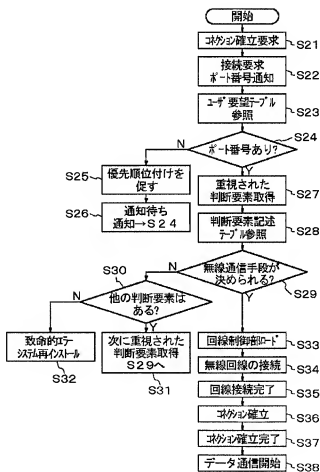 開始
コネクション確立要求
S21
接続要求
ポート番号通知
S22
ユーザ要望テーブル
参照
S23
S24
ポート番号あり?
N
Y
S25
優先順位付けを
促す
S26
通知待ち
通知→S24
重視された
判断要素取得
S27
判断要素記述
テーブル参照
S28
無線通信手段が
決められる?
S29
N
Y
S30
他の判断要素は
ある?
N
Y
致命的エラー
システム再インストール
S32
次に重視された
判断要素取得
S29へ
S31
回線制御部ロード
S33
無線回線の接続
S34
回線接続完了
S35
コネクション確立
S36
コネクション確立完了
S37
データ通信開始
S38